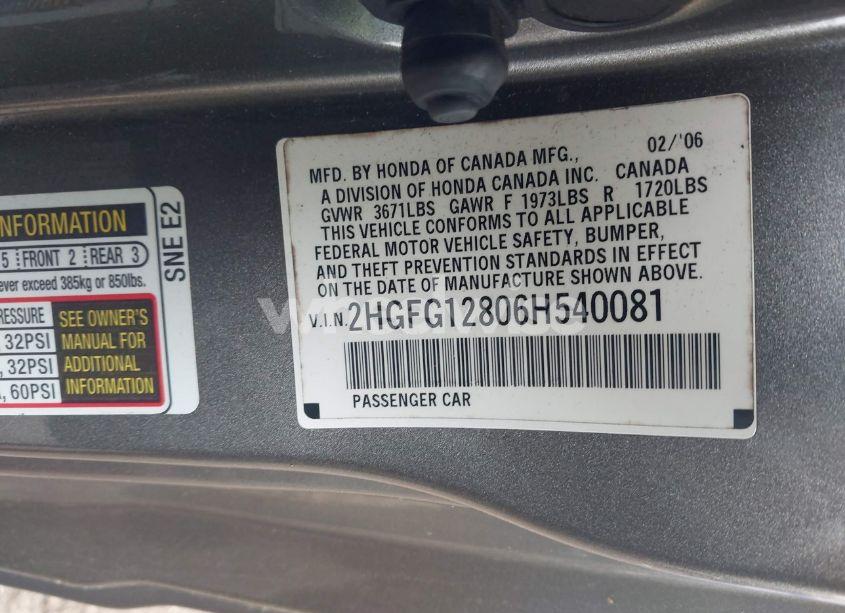 02/'06
MFD. BY HONDA OF CANADA MFG.,
A DIVISION OF HONDA CANADA INC. CANADA
GVWR 3671LBS GAWR F 1973LBS R 1720LBS
THIS VEHICLE CONFORMS TO ALL APPLICABLE
FEDERAL MOTOR VEHICLE SAFETY, BUMPER,
AND THEFT PREVENTION STANDARDS IN EFFECT
ON THE DATE OF MANUFACTURE SHOWN ABOVE.
V.I.N. 2HGFG12806H540081
PASSENGER CAR
INFORMATION
5 FRONT 2 REAR 3
exceed 385kg or 850lbs.
SEE OWNER'S
, 32PSI MANUAL FOR
, 32PSI ADDITIONAL
, 60PSI INFORMATION
SNE E2